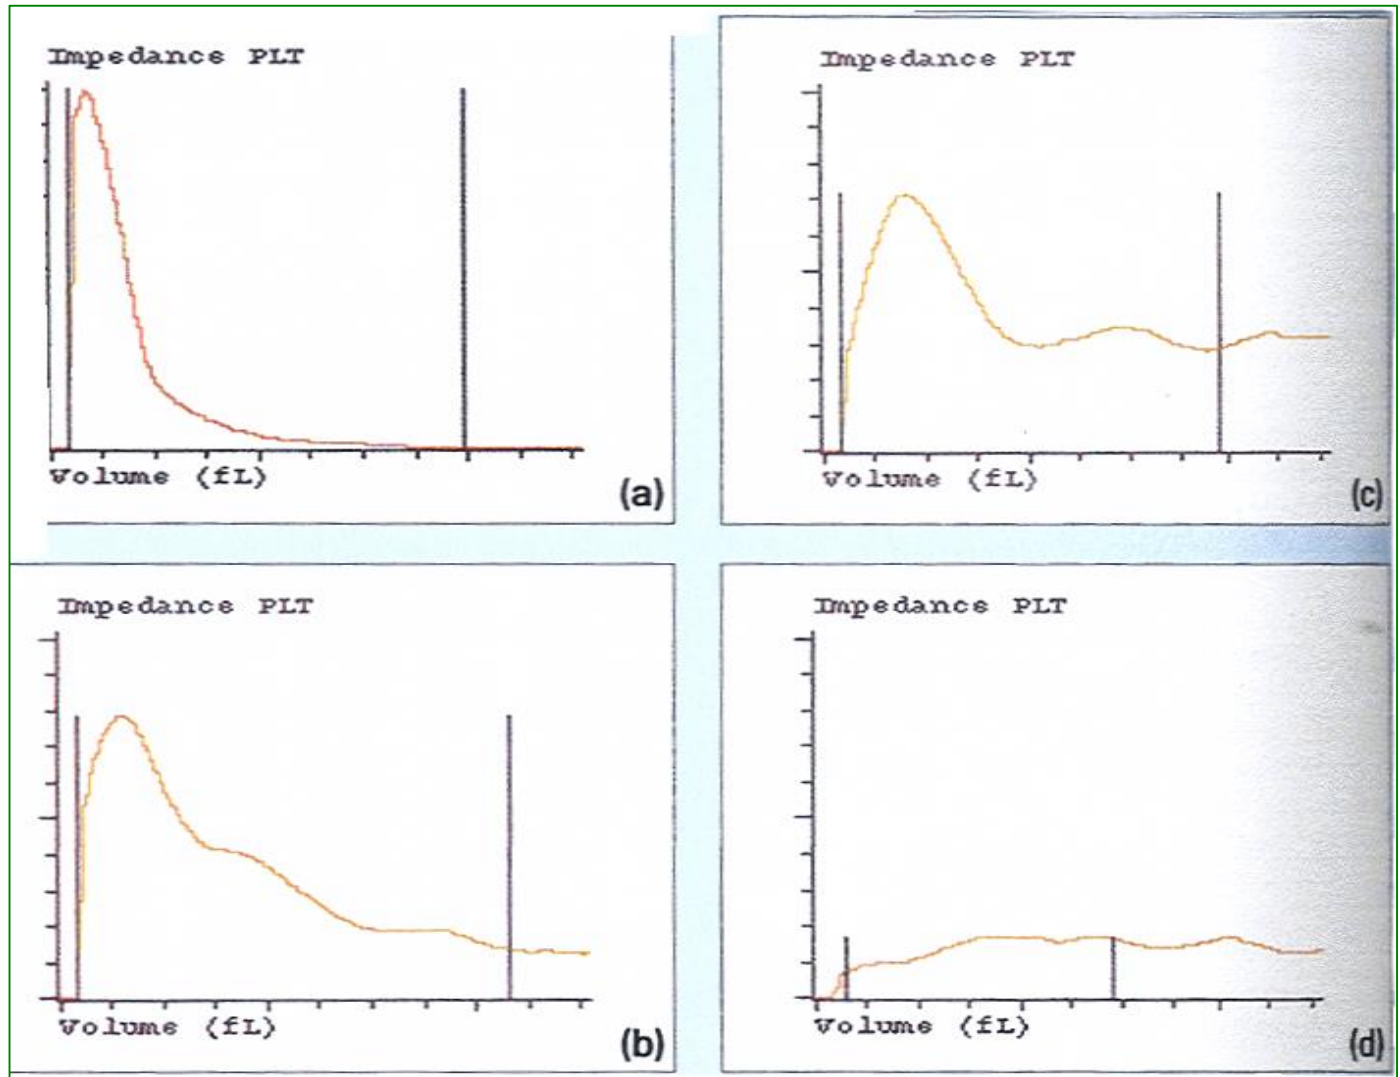 Impedance PLT
Volume (fL)
(a)
Impedance PLT
Volume (fL)
(c)
Impedance PLT
Volume (fL)
(b)
Impedance PLT
Volume (fL)
(d)